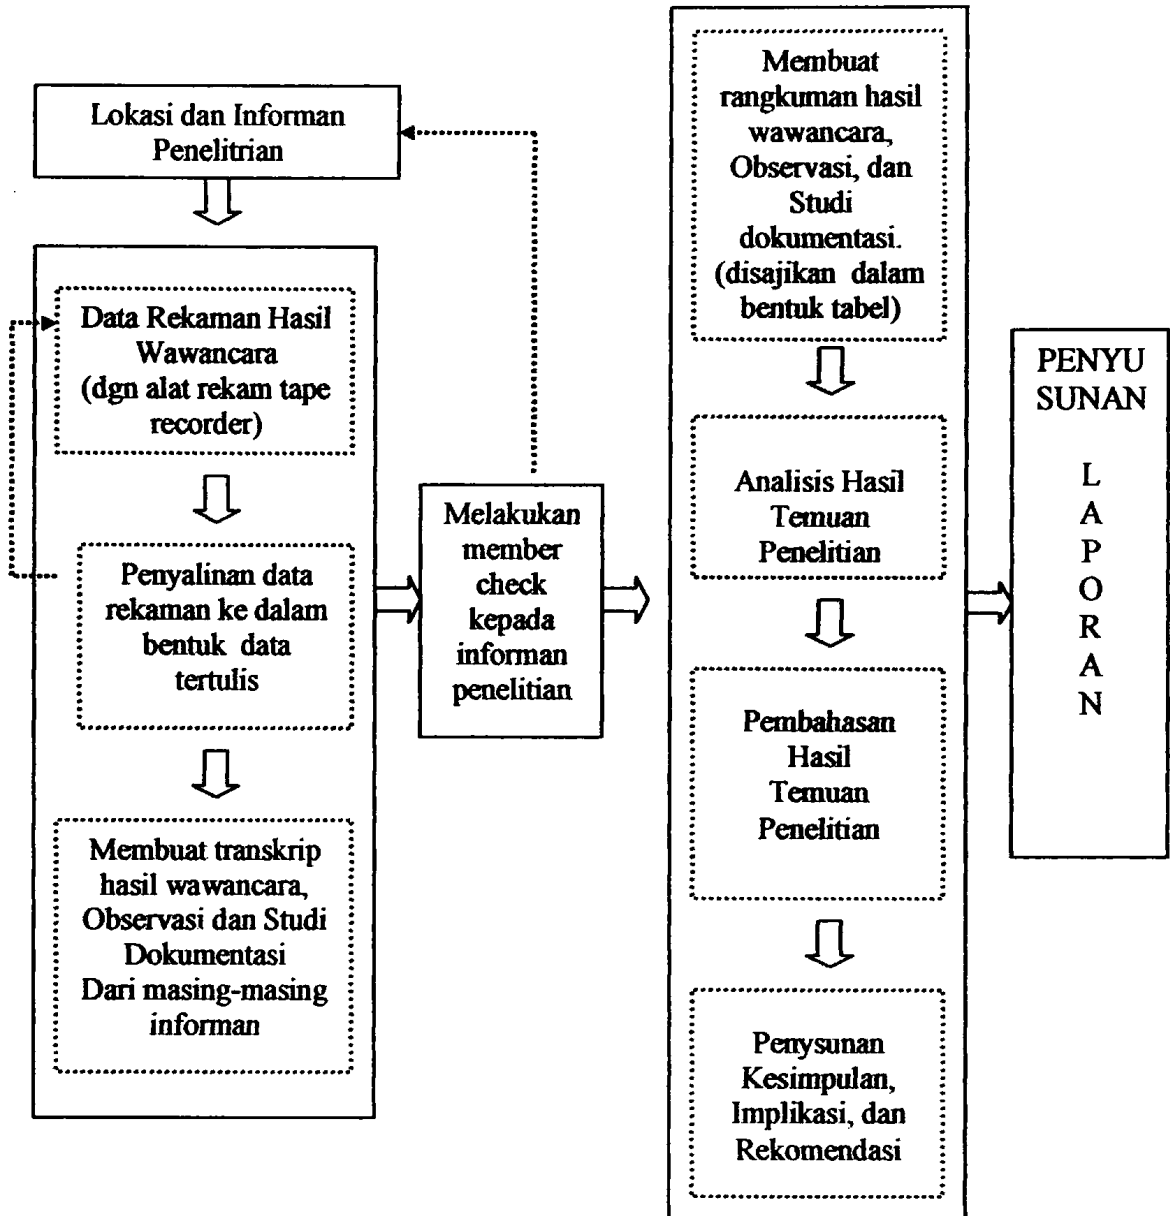 Lokasi dan Informan
Penelitrian
Data Rekaman Hasil
Wawancara
(dgn alat rekam tape
recorder)
Penyalinan data
rekaman ke dalam
bentuk data
tertulis
Membuat transkrip
hasil wawancara,
Observasi dan Studi
Dokumentasi
Dari masing-masing
informan
Melakukan
member
check
kepada
informan
penelitian
Membuat
rangkuman hasil
wawancara,
Observasi, dan
Studi
dokumentasi.
(disajikan dalam
bentuk tabel)
Analisis Hasil
Temuan
Penelitian
Pembahasan
Hasil
Temuan
Penelitian
Penysunan
Kesimpulan,
Implikasi, dan
Rekomendasi
PENYU
SUNAN
L
A
P
O
R
A
N